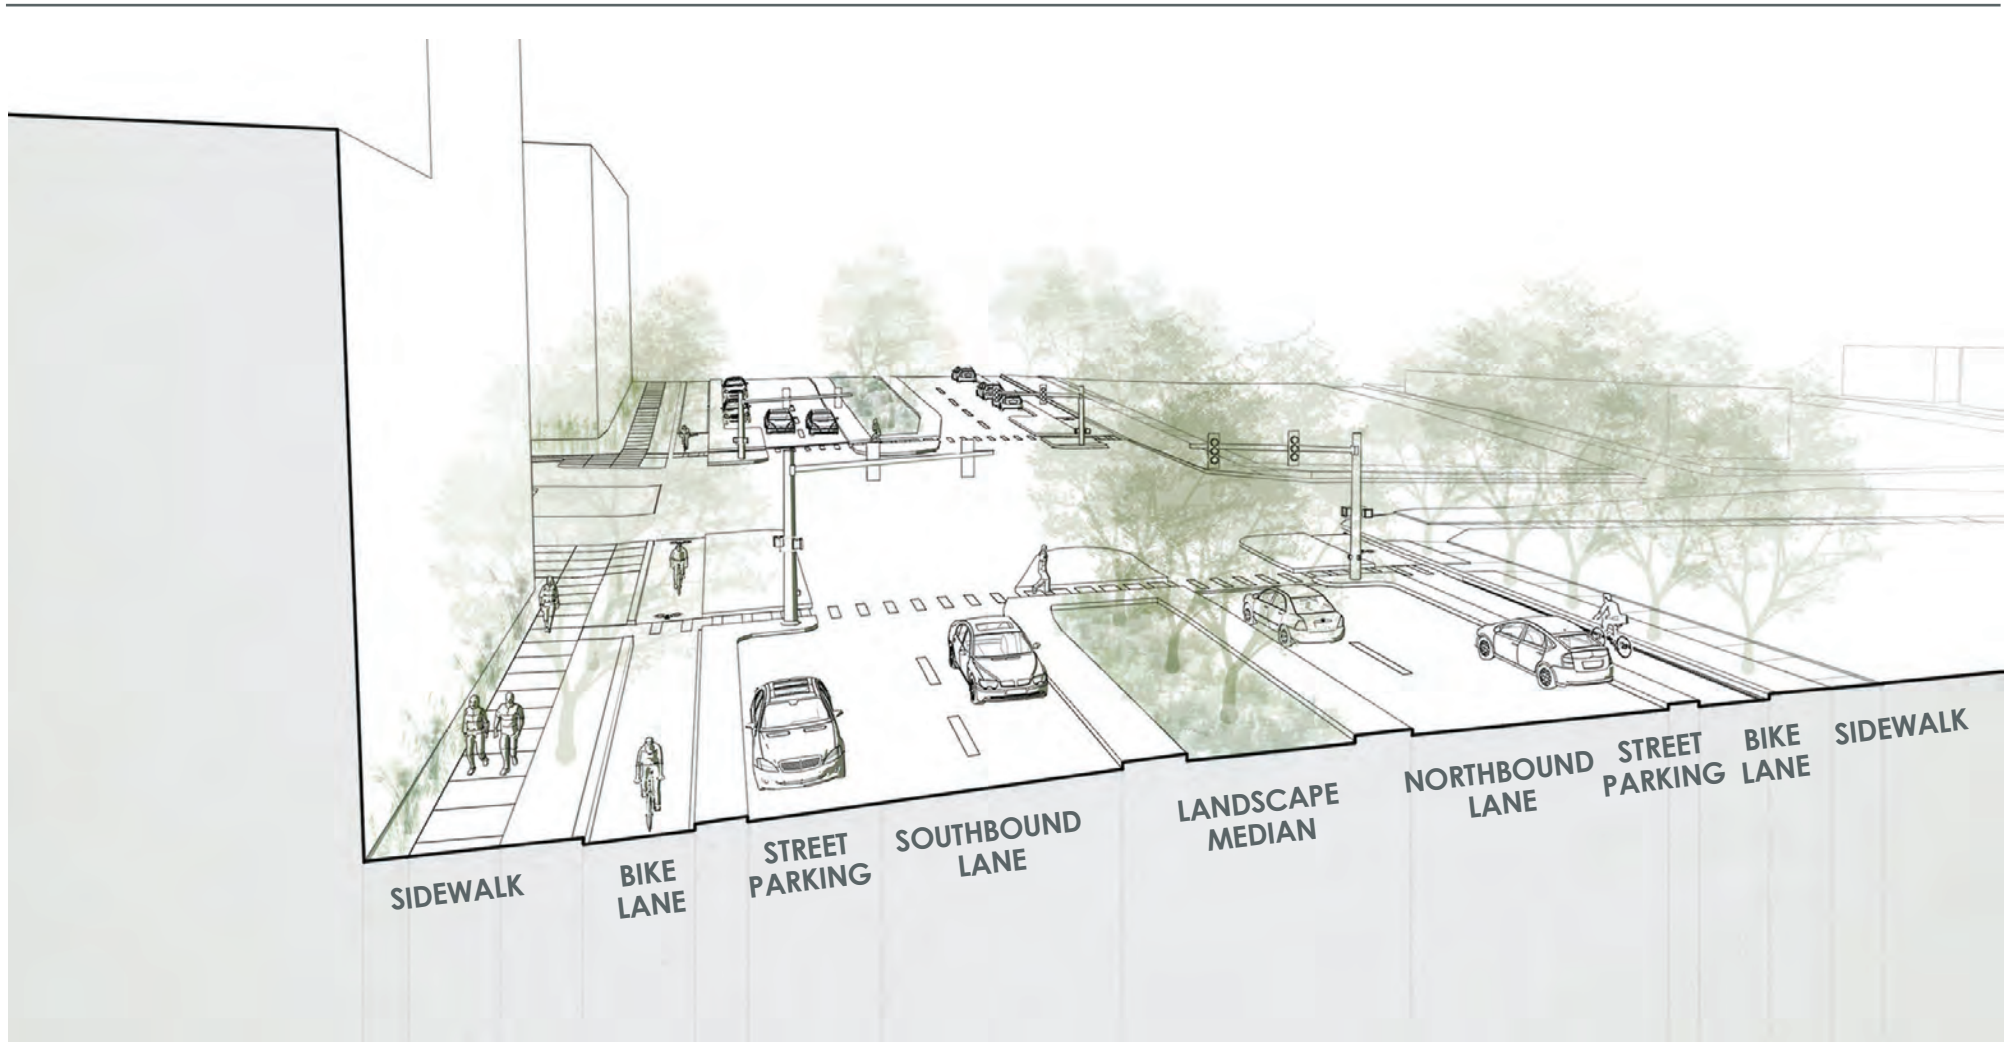 SIDEWALK
BIKE
LANE
STREET
PARKING
SOUTHBOUND
LANE
LANDSCAPE
MEDIAN
NORTHBOUND
LANE
STREET
PARKING
BIKE
LANE
SIDEWALK